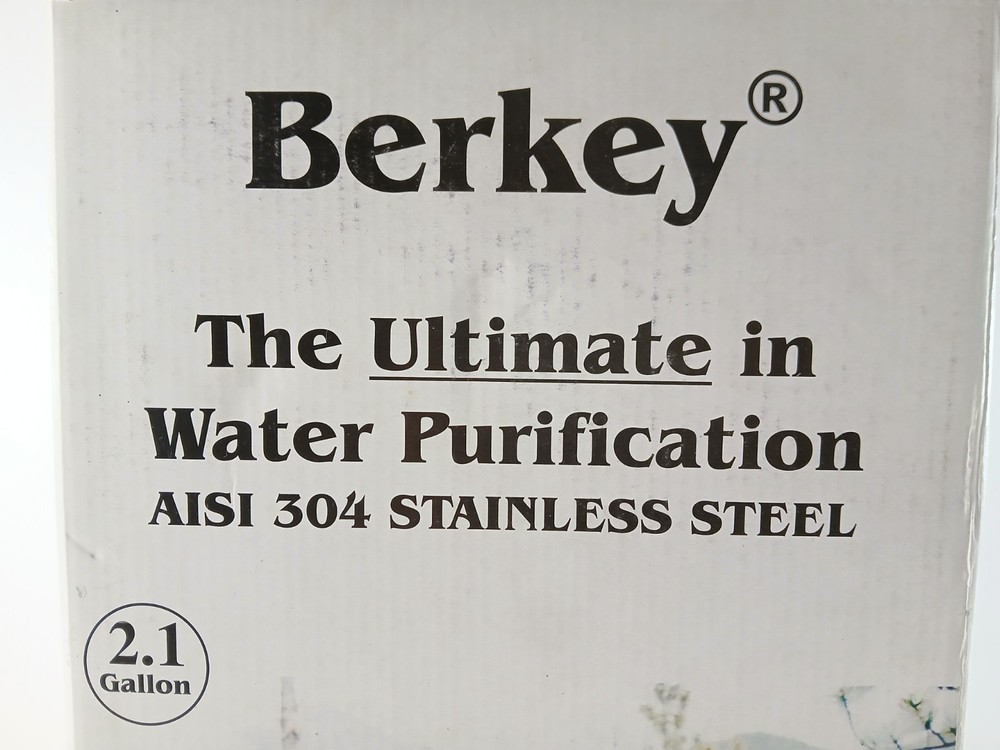 Berkey®
The Ultimate in
Water Purification
AISI 304 STAINLESS STEEL
2.1
Gallon